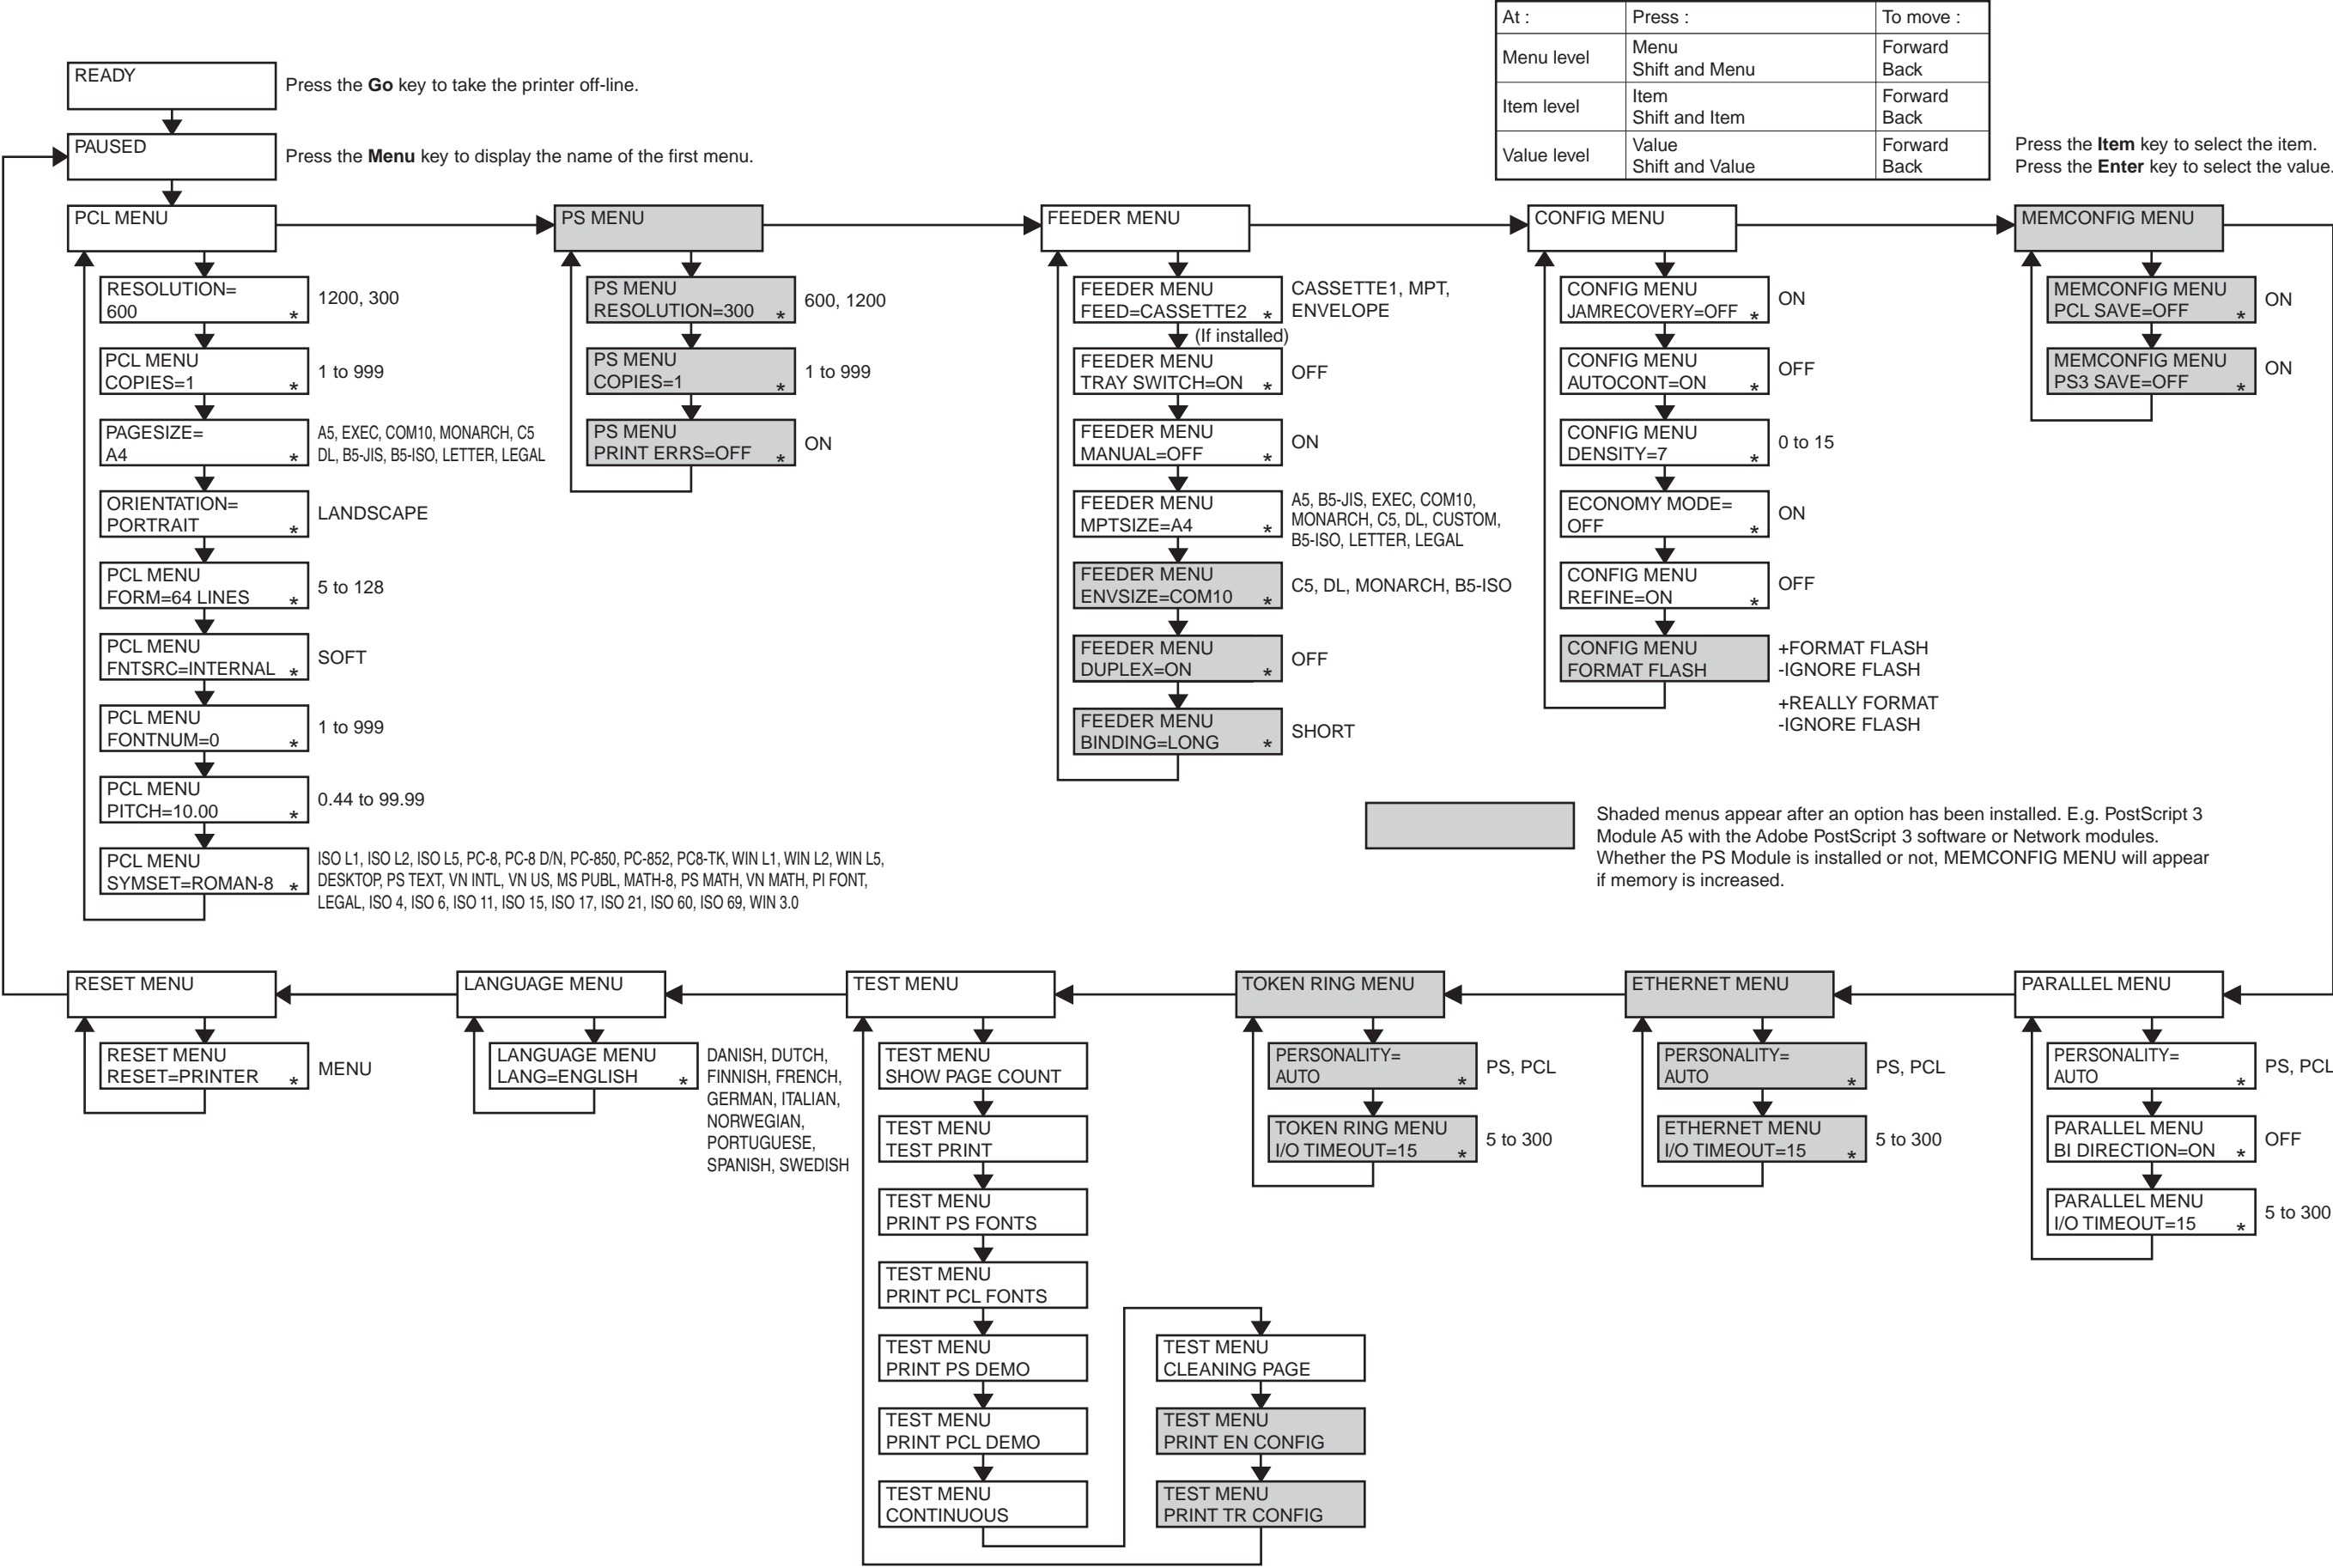 At :
Press :
To move :
Menu level
Menu
Shift and Menu
Forward
Back
Item level
Item
Shift and Item
Forward
Back
Value level
Value
Shift and Value
Forward
Back
READY
Press the Go key to take the printer off-line.
PAUSED
Press the Menu key to display the name of the first menu.
Press the Item key to select the item.
Press the Enter key to select the value.
PCL MENU
RESOLUTION=
600 *
1200, 300
PCL MENU
COPIES=1 *
1 to 999
PAGESIZE=
A4 *
A5, EXEC, COM10, MONARCH, C5
DL, B5-JIS, B5-ISO, LETTER, LEGAL
ORIENTATION=
PORTRAIT *
LANDSCAPE
PCL MENU
FORM=64 LINES *
5 to 128
PCL MENU
FNTSRC=INTERNAL *
SOFT
PCL MENU
FONTNUM=0 *
1 to 999
PCL MENU
PITCH=10.00 *
0.44 to 99.99
PCL MENU
SYMSET=ROMAN-8 *
ISO L1, ISO L2, ISO L5, PC-8, PC-8 D/N, PC-850, PC-852, PC8-TK, WIN L1, WIN L2, WIN L5,
DESKTOP, PS TEXT, VN INTL, VN US, MS PUBL, MATH-8, PS MATH, VN MATH, PI FONT,
LEGAL, ISO 4, ISO 6, ISO 11, ISO 15, ISO 17, ISO 21, ISO 60, ISO 69, WIN 3.0
PS MENU
PS MENU
RESOLUTION=300 *
600, 1200
PS MENU
COPIES=1 *
1 to 999
PS MENU
PRINT ERRS=OFF *
ON
FEEDER MENU
FEEDER MENU
FEED=CASSETTE2 *
CASSETTE1, MPT,
ENVELOPE
(If installed)
FEEDER MENU
TRAY SWITCH=ON *
OFF
FEEDER MENU
MANUAL=OFF *
ON
FEEDER MENU
MPTSIZE=A4 *
A5, B5-JIS, EXEC, COM10,
MONARCH, C5, DL, CUSTOM,
B5-ISO, LETTER, LEGAL
FEEDER MENU
ENVSIZE=COM10 *
C5, DL, MONARCH, B5-ISO
FEEDER MENU
DUPLEX=ON *
OFF
FEEDER MENU
BINDING=LONG *
SHORT
CONFIG MENU
CONFIG MENU
JAMRECOVERY=OFF *
ON
CONFIG MENU
AUTOCONT=ON *
OFF
CONFIG MENU
DENSITY=7 *
0 to 15
ECONOMY MODE=
OFF *
ON
CONFIG MENU
REFINE=ON *
OFF
CONFIG MENU
FORMAT FLASH
+FORMAT FLASH
-IGNORE FLASH
+REALLY FORMAT
-IGNORE FLASH
MEMCONFIG MENU
MEMCONFIG MENU
PCL SAVE=OFF *
ON
MEMCONFIG MENU
PS3 SAVE=OFF *
ON
Shaded menus appear after an option has been installed. E.g. PostScript 3
Module A5 with the Adobe PostScript 3 software or Network modules.
Whether the PS Module is installed or not, MEMCONFIG MENU will appear
if memory is increased.
RESET MENU
RESET MENU
RESET=PRINTER *
MENU
LANGUAGE MENU
LANGUAGE MENU
LANG=ENGLISH *
DANISH, DUTCH,
FINNISH, FRENCH,
GERMAN, ITALIAN,
NORWEGIAN,
PORTUGUESE,
SPANISH, SWEDISH
TEST MENU
TEST MENU
SHOW PAGE COUNT
TEST MENU
TEST PRINT
TEST MENU
PRINT PS FONTS
TEST MENU
PRINT PCL FONTS
TEST MENU
PRINT PS DEMO
TEST MENU
PRINT PCL DEMO
TEST MENU
CONTINUOUS
TEST MENU
CLEANING PAGE
TEST MENU
PRINT EN CONFIG
TEST MENU
PRINT TR CONFIG
TOKEN RING MENU
PERSONALITY=
AUTO *
PS, PCL
TOKEN RING MENU
I/O TIMEOUT=15 *
5 to 300
ETHERNET MENU
PERSONALITY=
AUTO *
PS, PCL
ETHERNET MENU
I/O TIMEOUT=15 *
5 to 300
PARALLEL MENU
PERSONALITY=
AUTO *
PS, PCL
PARALLEL MENU
BI DIRECTION=ON *
OFF
PARALLEL MENU
I/O TIMEOUT=15 *
5 to 300